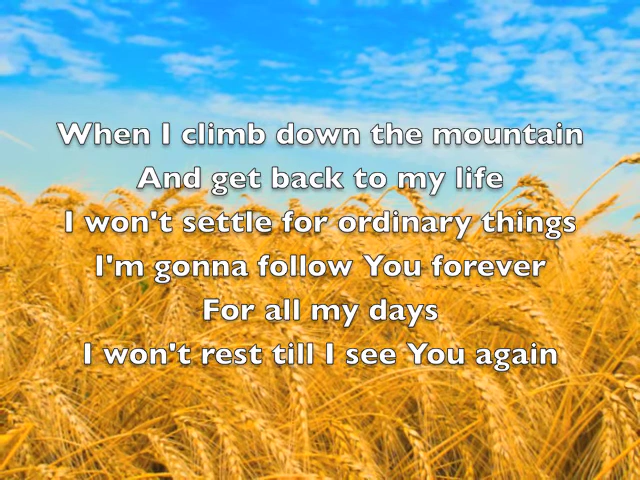 When I climb down the mountain
And get back to my life
I won't settle for ordinary things
I'm gonna follow You forever
For all my days
I won't rest till I see You again